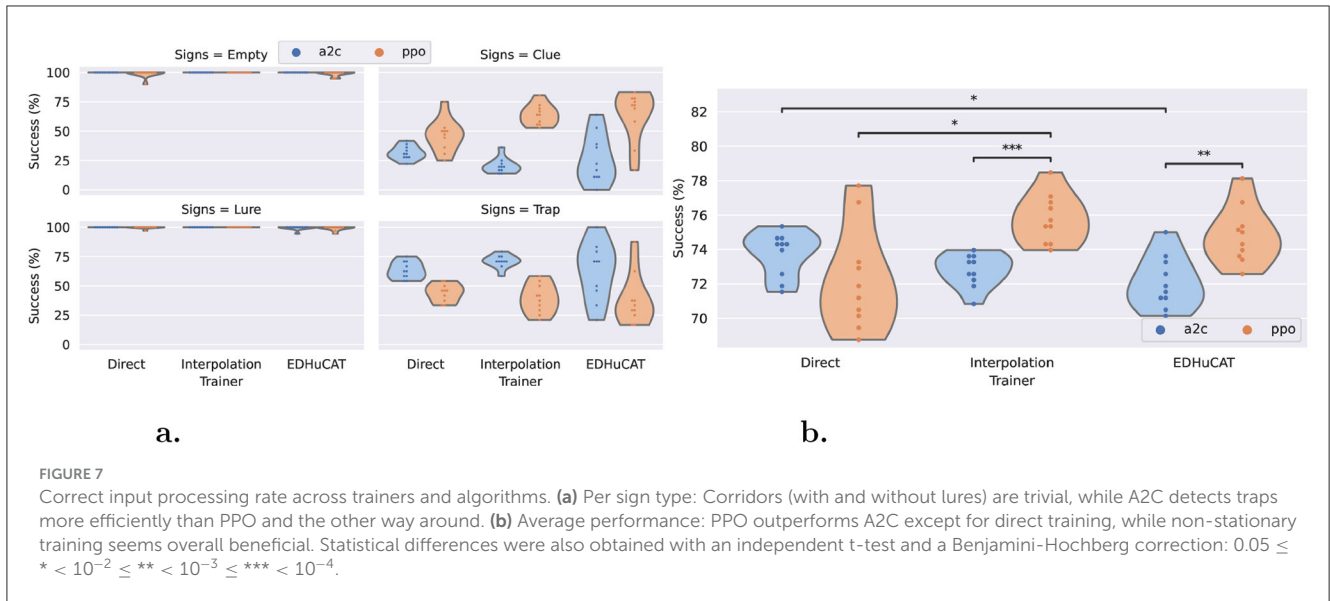 Signs = Empty
a2c
ppo
Signs = Clue
Success (%)
100
75
50
25
0
Signs = Lure
Signs = Trap
Success (%)
100
75
50
25
0
Direct
Interpolation
EDHuCAT
Trainer
Direct
Interpolation
EDHuCAT
Trainer
a.
Success (%)
82
80
78
76
74
72
70
*
*
***
**
a2c
ppo
Direct
Interpolation
EDHuCAT
Trainer
b.
FIGURE 7
Correct input processing rate across trainers and algorithms. (a) Per sign type: Corridors (with and without lures) are trivial, while A2C detects traps
more efficiently than PPO and the other way around. (b) Average performance: PPO outperforms A2C except for direct training, while non-stationary
training seems overall beneficial. Statistical differences were also obtained with an independent t-test and a Benjamini-Hochberg correction: 0.05 ≤
* < 10⁻² ≤ ** < 10⁻³ ≤ *** < 10⁻⁴.